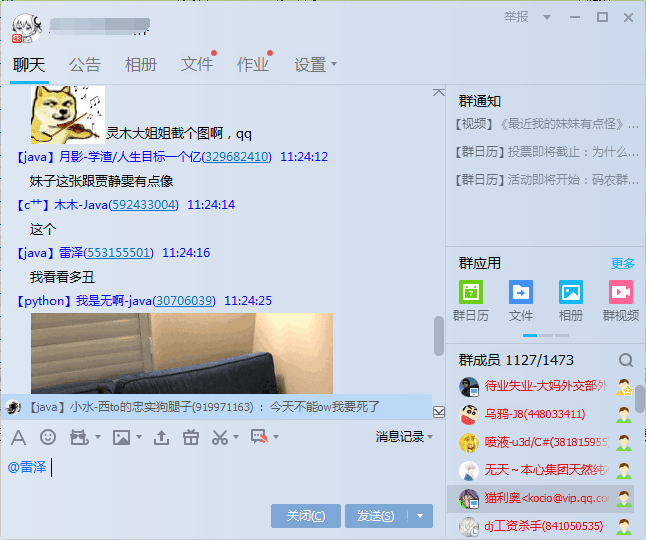 举报
聊天 公告 相册 文件 作业 设置
灵木大姐姐截个图啊，qq
【java】月影-学渣/人生目标一个亿(329682410) 11:24:12
妹子这张跟贾静雯有点像
【c艹】木木-Java(592433004) 11:24:14
这个
【java】雷泽(553155501) 11:24:16
我看看多丑
【python】我是无啊-java(30706039) 11:24:25
【java】小水-西to的忠实狗腿子(919971163) ：今天不能ow我要死了
消息记录
@雷泽
关闭(C) 发送(S)
群通知
【视频】《最近我的妹妹有点怪》...
【群日历】投票即将截止：为什么...
【群日历】活动即将开始：码农群...
群应用 更多
7
群日历 文件 相册 群视频
群成员 1127/1473
待业失业-大妈外交部外
乌鸦-J8(448033411)
喷液-u3d/C#(381815955
无天～本心集团天然纯
猫利奥<kocio@vip.qq.com
dj工资杀手(841050535)